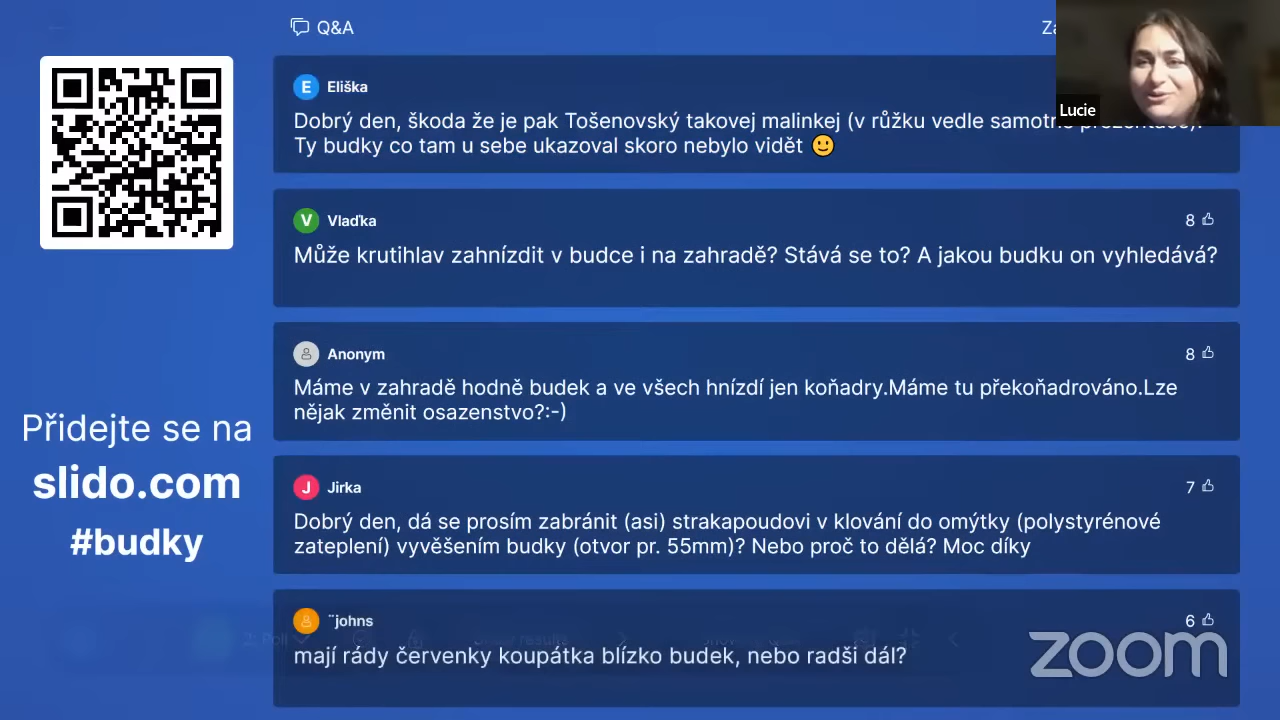 Q&A
Lucie
Eliška
Dobrý den, škoda že je pak Tošenovský takovej malinkej (v růžku vedle
Ty budky co tam u sebe ukazoval skoro nebylo vidět
V Vlaďka 8
Může krutihlav zahnízdit v budce i na zahradě? Stává se to? A jakou budku on vyhledává?
Anonym 8
Máme v zahradě hodně budek a ve všech hnízdí jen koňadry.Máme tu překoňadrováno.Lze
nějak změnit osazenstvo?:-)
J Jirka 7
Dobrý den, dá se prosím zabránit (asi) strakapoudovi v klování do omýtky (polystyrénové
zateplení) vyvěšením budky (otvor pr. 55mm)? Nebo proč to dělá? Moc díky
¨johns 6
mají rády červenky koupátka blízko budek, nebo radši dál?
Přidejte se na
slido.com
#budky
zoom